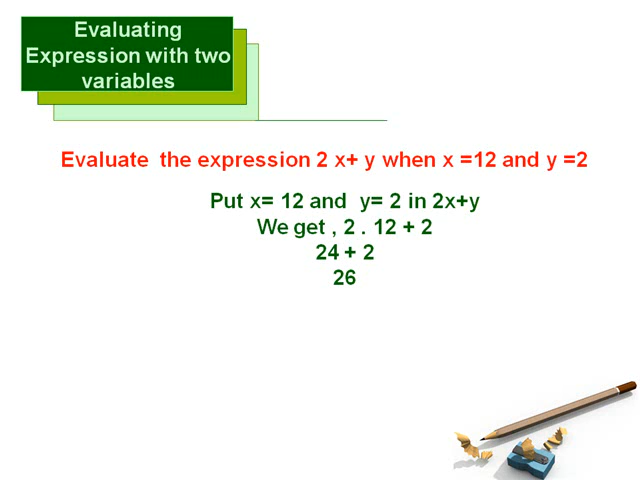 Evaluating
Expression with two
variables
Evaluate the expression 2 x+ y when x =12 and y =2
Put x= 12 and y= 2 in 2x+y
We get , 2 . 12 + 2
24 + 2
26